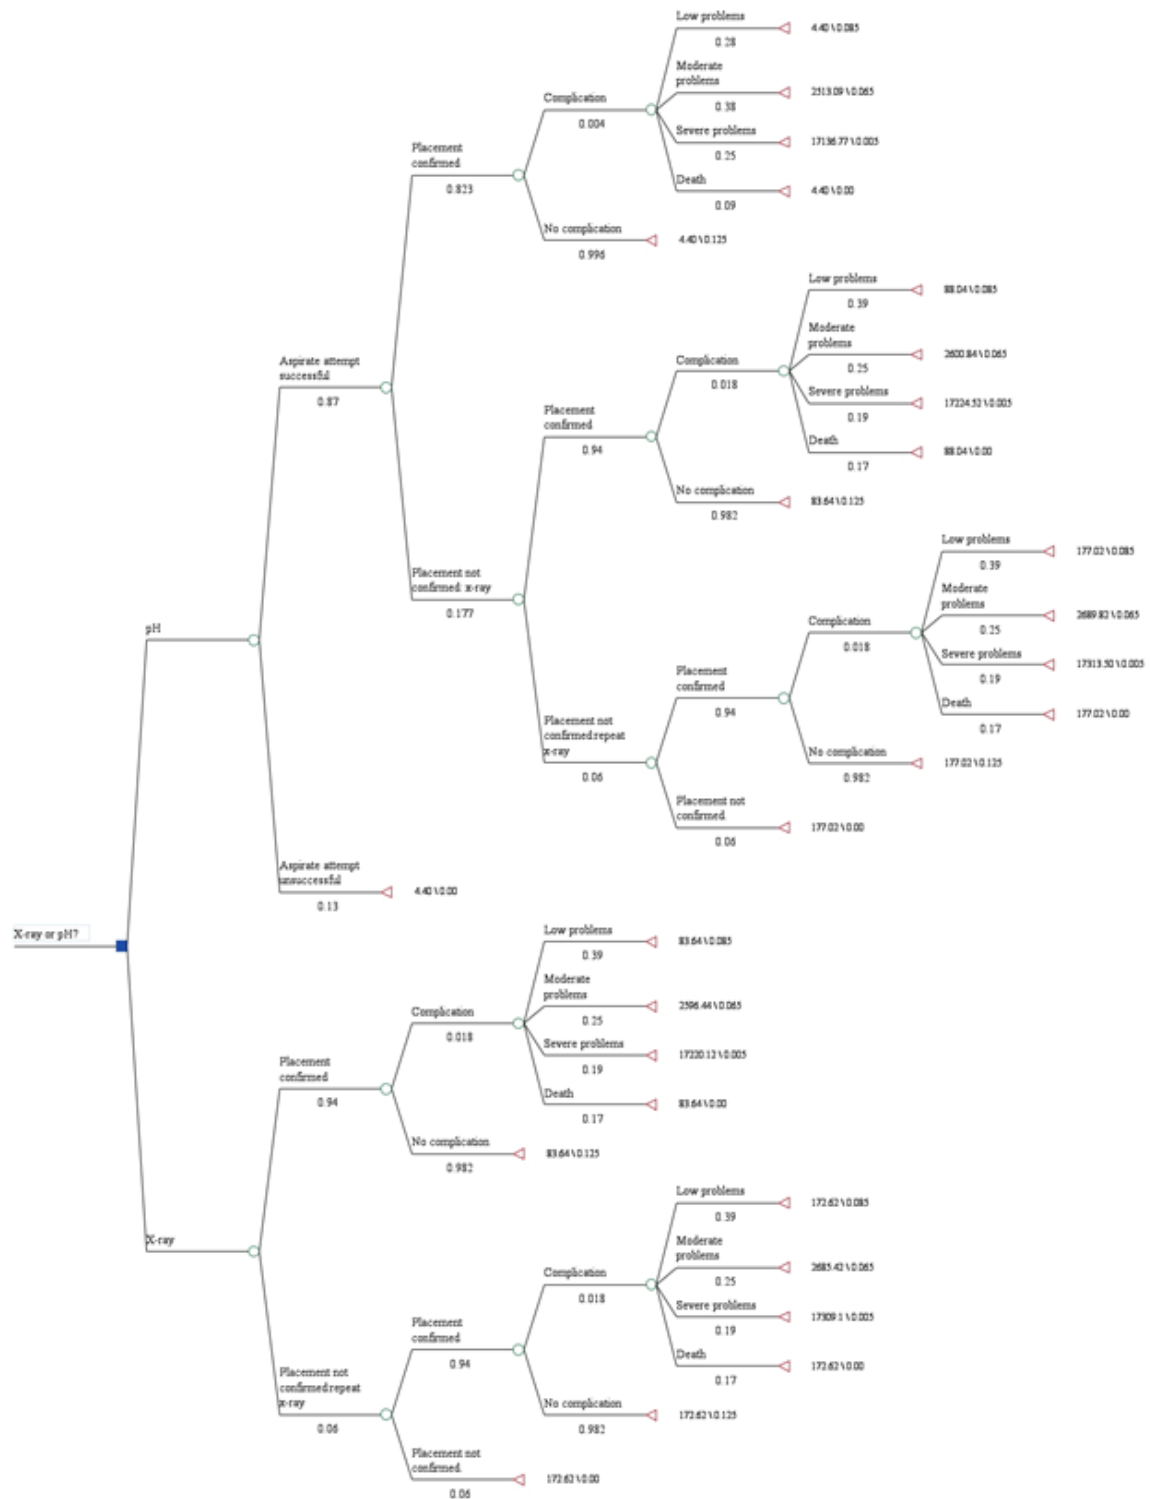 Low problems
4.40 \ 0.085
0.28
Moderate
problems
2513.09 \ 0.065
0.38
Complication
0.004
Severe problems
17136.77 \ 0.005
0.25
Placement
confirmed
0.823
Death
4.40 \ 0.00
0.09
No complication
4.40 \ 0.125
0.996
Low problems
88.04 \ 0.085
0.39
Moderate
problems
2600.84 \ 0.065
0.25
Aspirate attempt
successful
0.87
Complication
0.018
Severe problems
17224.52 \ 0.005
0.19
Placement
confirmed
0.94
Death
88.04 \ 0.00
0.17
No complication
83.64 \ 0.125
0.982
Low problems
177.02 \ 0.085
0.39
Placement not
confirmed: x-ray
0.177
Moderate
problems
2689.82 \ 0.065
0.25
pH
Complication
0.018
Severe problems
17313.50 \ 0.005
0.19
Placement
confirmed
0.94
Death
177.02 \ 0.00
0.17
Placement not
confirmed:repeat
x-ray
0.06
No complication
177.02 \ 0.125
0.982
Placement not
confirmed.
177.02 \ 0.00
0.06
Aspirate attempt
unsuccessful
4.40 \ 0.00
0.13
X-ray or pH?
Low problems
83.64 \ 0.085
0.39
Moderate
problems
2596.44 \ 0.065
0.25
Complication
0.018
Severe problems
17220.12 \ 0.005
0.19
Placement
confirmed
0.94
Death
83.64 \ 0.00
0.17
No complication
83.64 \ 0.125
0.982
X-ray
Low problems
172.62 \ 0.085
0.39
Moderate
problems
2685.42 \ 0.065
0.25
Complication
0.018
Severe problems
17309.1 \ 0.005
0.19
Placement
confirmed
0.94
Death
172.62 \ 0.00
0.17
Placement not
confirmed:repeat
x-ray
0.06
No complication
172.62 \ 0.125
0.982
Placement not
confirmed.
172.62 \ 0.00
0.06